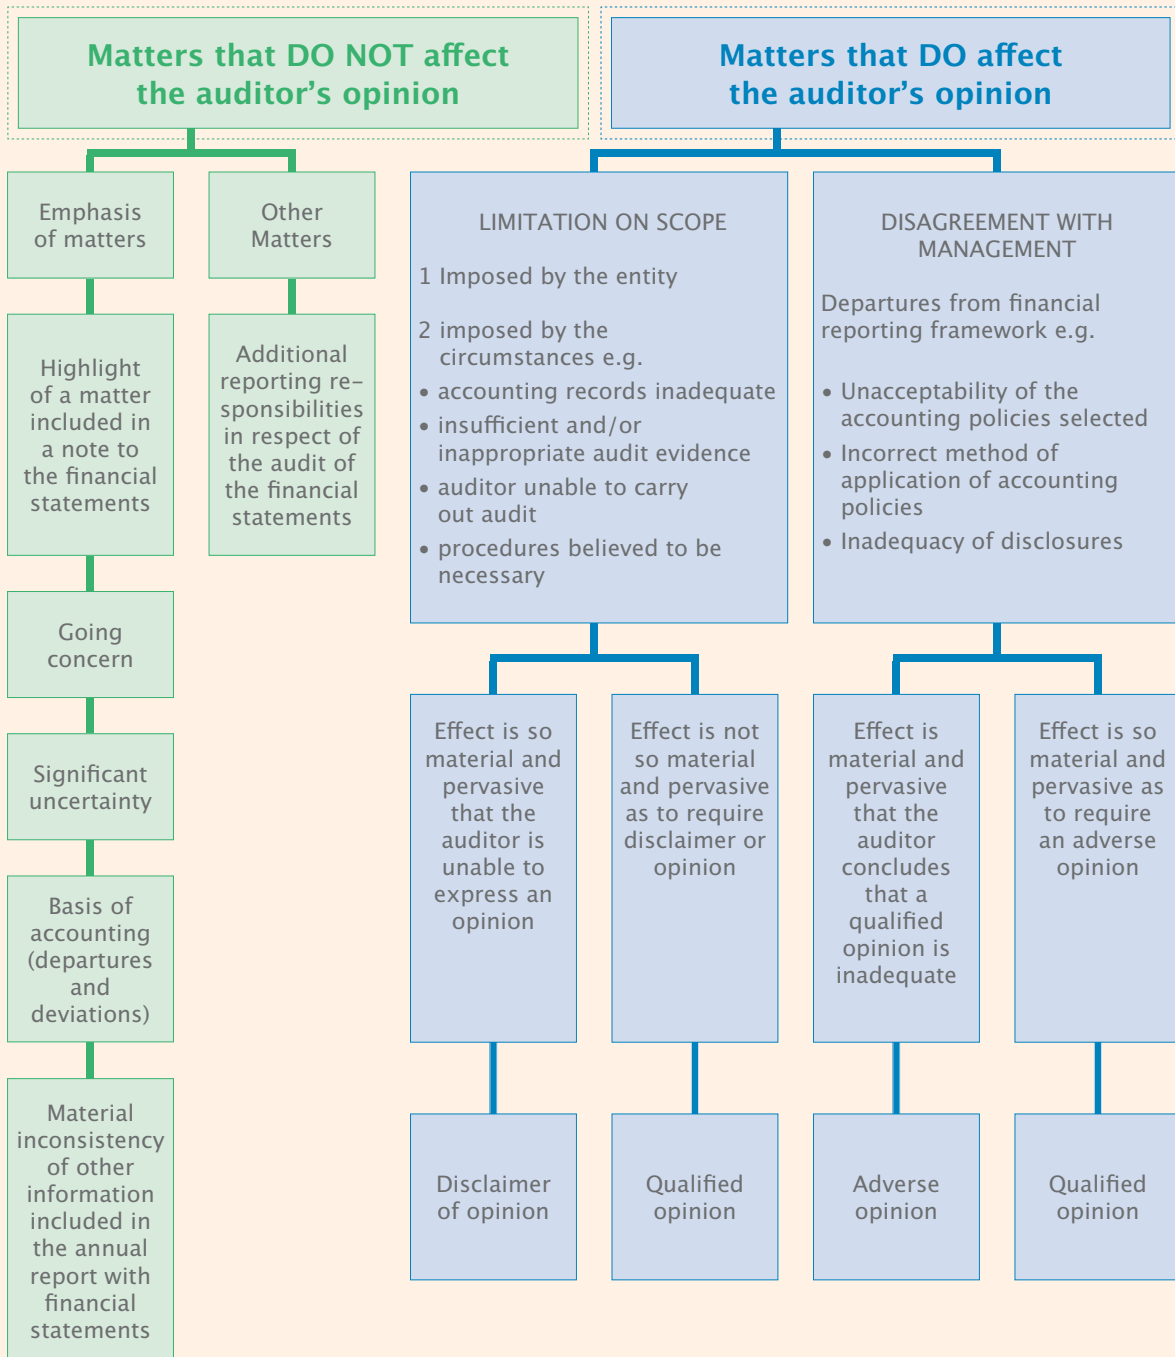 Matters that DO NOT affect
the auditor’s opinion
Matters that DO affect
the auditor’s opinion
Emphasis
of matters
Other
Matters
Highlight
of a matter
included in
a note to
the financial
statements
Additional
reporting re-
sponsibilities
in respect of
the audit of
the financial
statements
Going
concern
Significant
uncertainty
Basis of
accounting
(departures
and
deviations)
Material
inconsistency
of other
information
included in
the annual
report with
financial
statements
LIMITATION ON SCOPE
1 Imposed by the entity
2 imposed by the
circumstances e.g.
• accounting records inadequate
• insufficient and/or
inappropriate audit evidence
• auditor unable to carry
out audit
• procedures believed to be
necessary
DISAGREEMENT WITH
MANAGEMENT
Departures from financial
reporting framework e.g.
• Unacceptability of the
accounting policies selected
• Incorrect method of
application of accounting
policies
• Inadequacy of disclosures
Effect is so
material and
pervasive
that the
auditor is
unable to
express an
opinion
Effect is not
so material
and pervasive
as to require
disclaimer or
opinion
Effect is
material and
pervasive
that the
auditor
concludes
that a
qualified
opinion is
inadequate
Effect is so
material and
pervasive as
to require
an adverse
opinion
Disclaimer
of opinion
Qualified
opinion
Adverse
opinion
Qualified
opinion